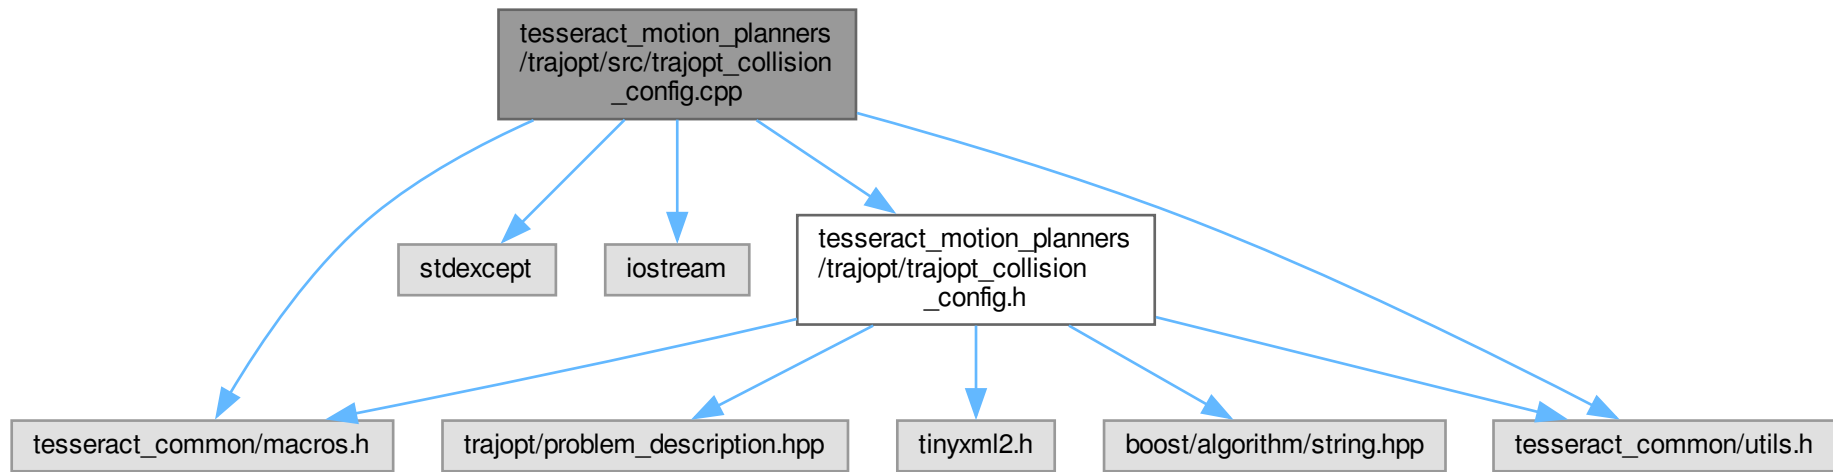 tesseract_motion_planners
/trajopt/src/trajopt_collision
_config.cpp
stdexcept
iostream
tesseract_motion_planners
/trajopt/trajopt_collision
_config.h
tesseract_common/macros.h
trajopt/problem_description.hpp
tinyxml2.h
boost/algorithm/string.hpp
tesseract_common/utils.h